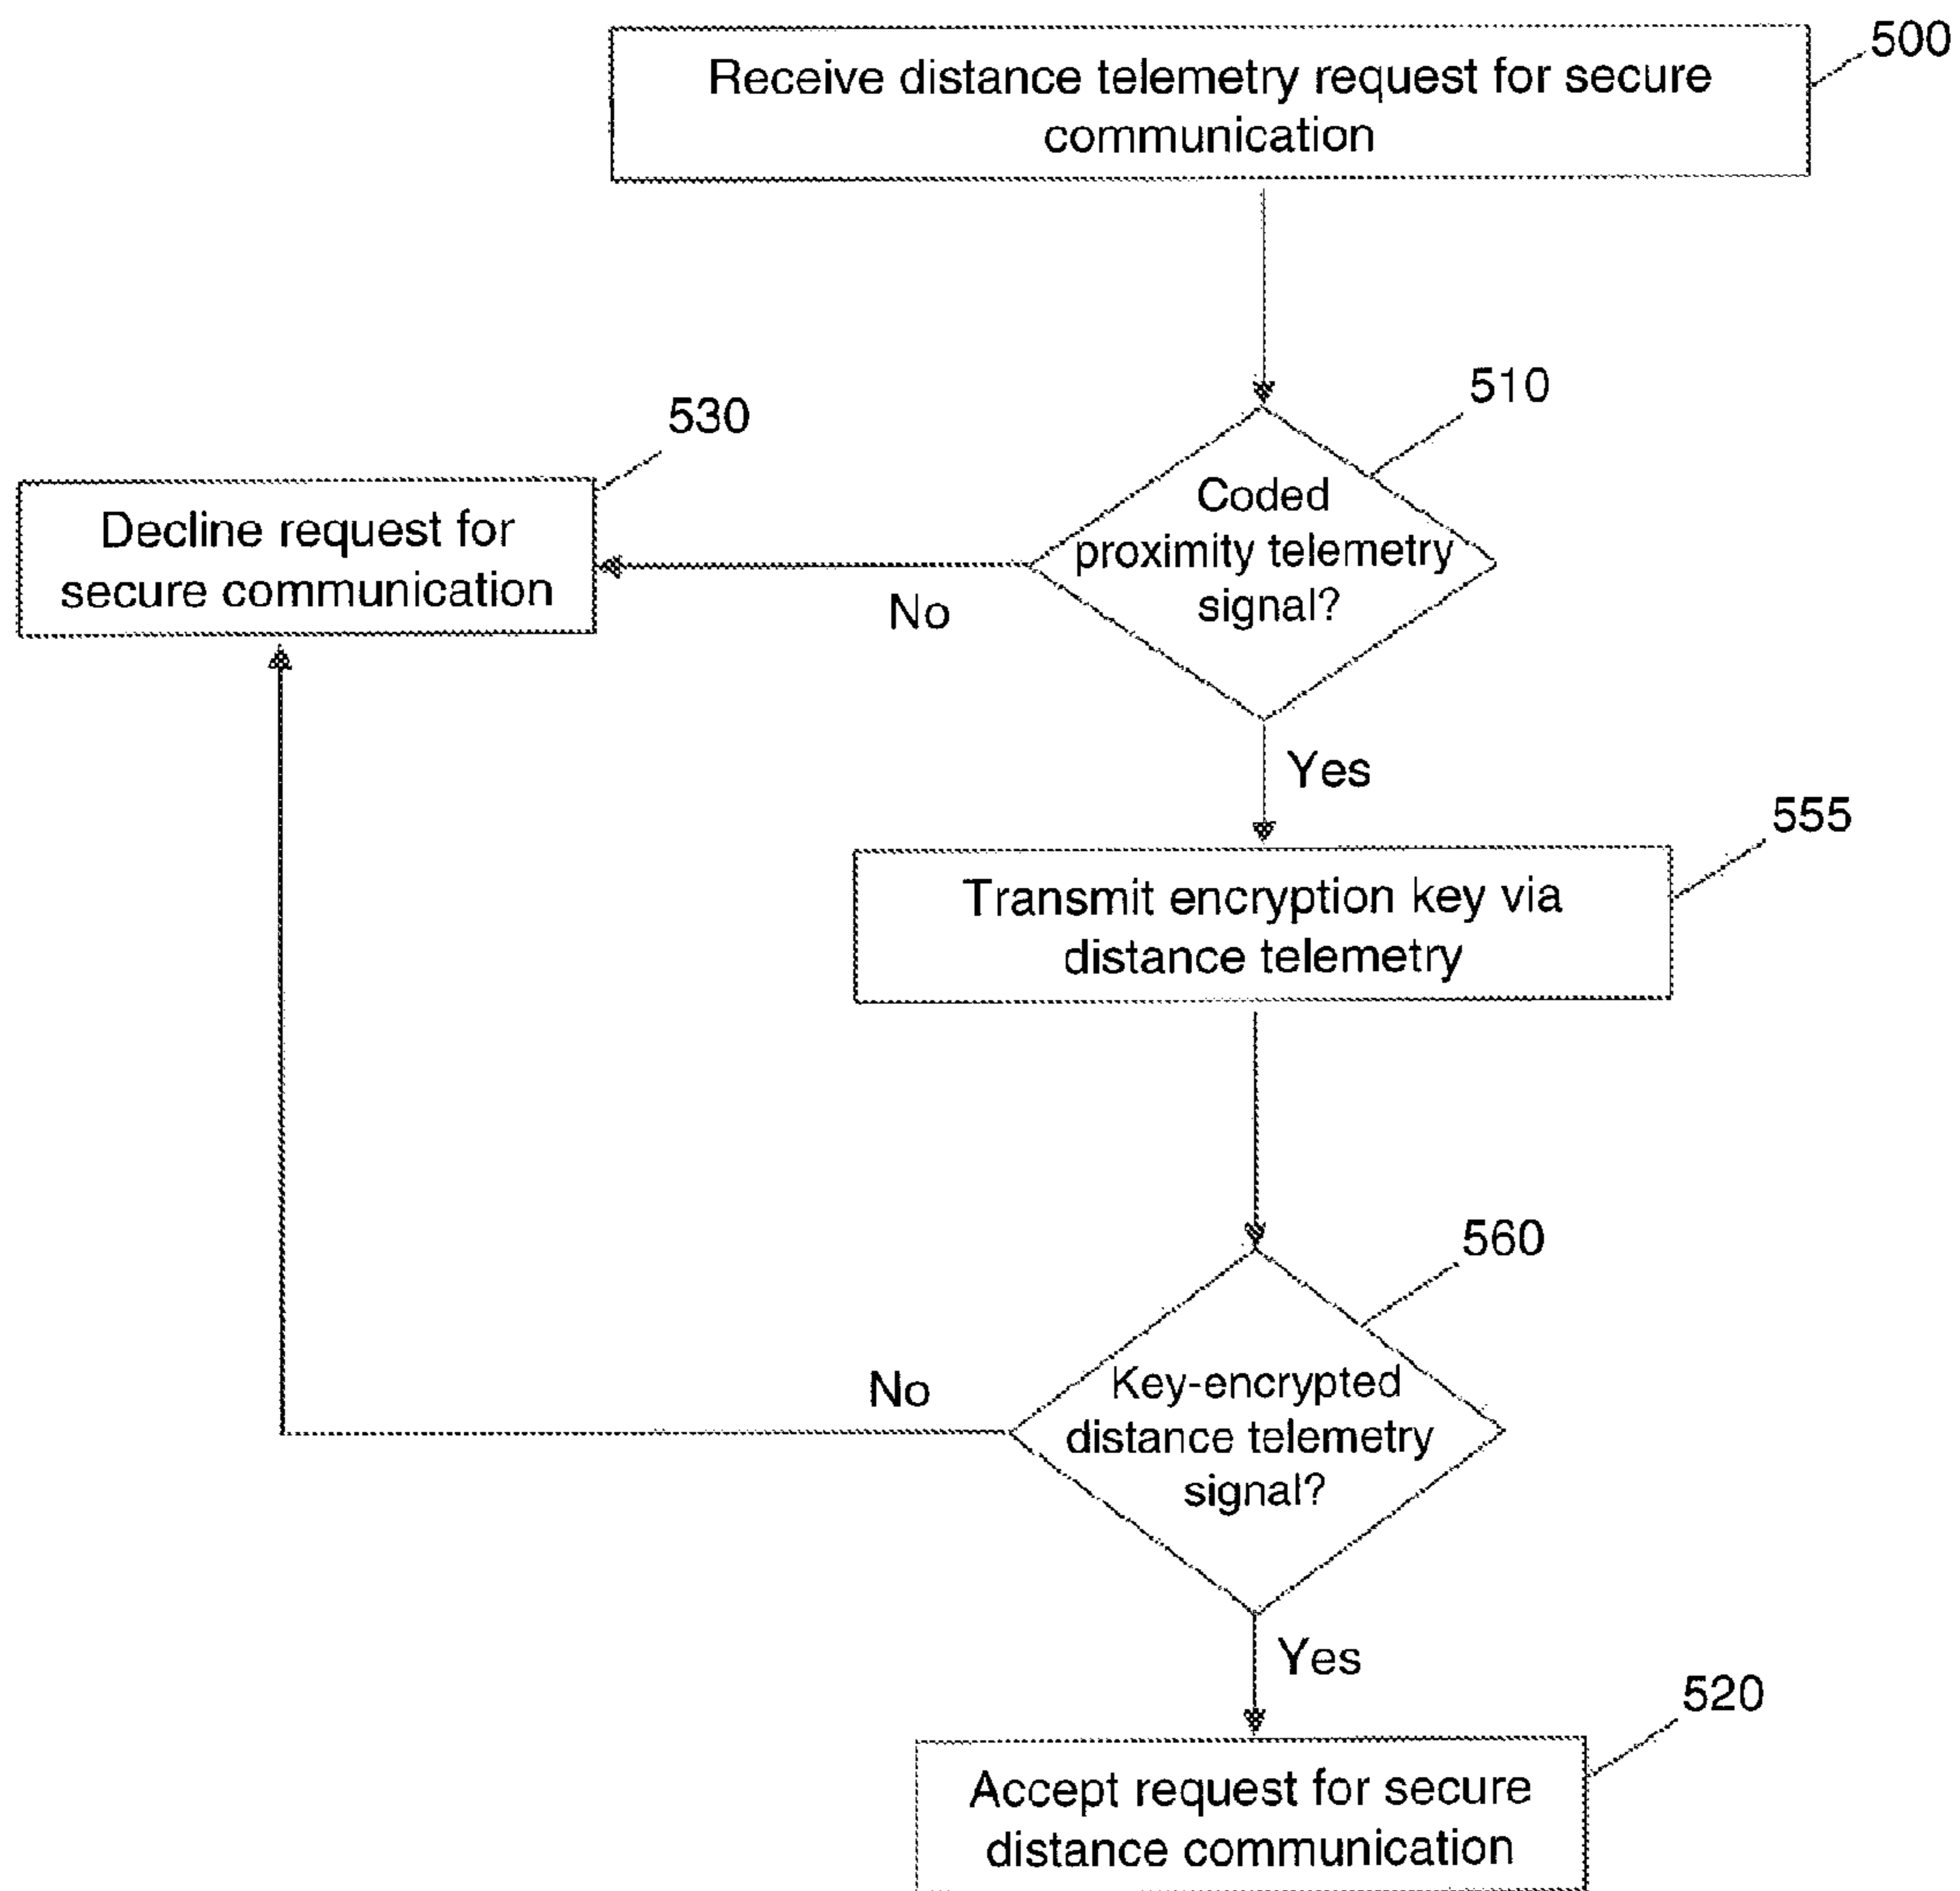 500
Receive distance telemetry request for secure
communication
510
530
Coded
proximity telemetry
signal?
Decline request for
secure communication
No
Yes
555
Transmit encryption key via
distance telemetry
560
No
Key-encrypted
distance telemetry
signal?
Yes
520
Accept request for secure
distance communication